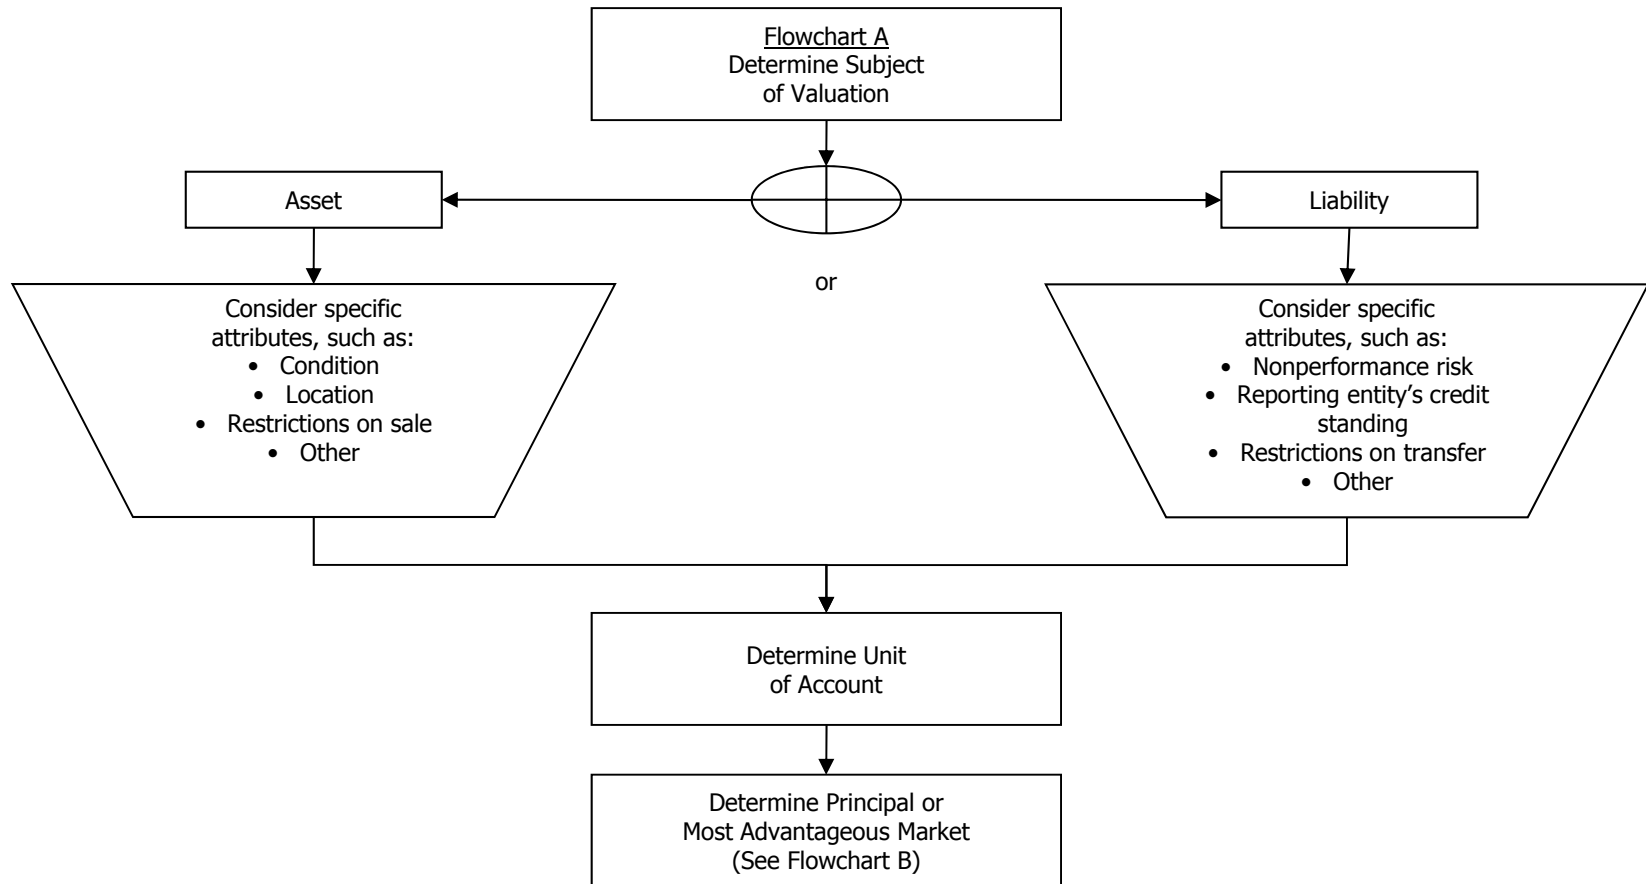 Flowchart A
Determine Subject
of Valuation
Asset
Liability
or
Consider specific
attributes, such as:
• Condition
• Location
• Restrictions on sale
• Other
Consider specific
attributes, such as:
• Nonperformance risk
• Reporting entity’s credit
standing
• Restrictions on transfer
• Other
Determine Unit
of Account
Determine Principal or
Most Advantageous Market
(See Flowchart B)